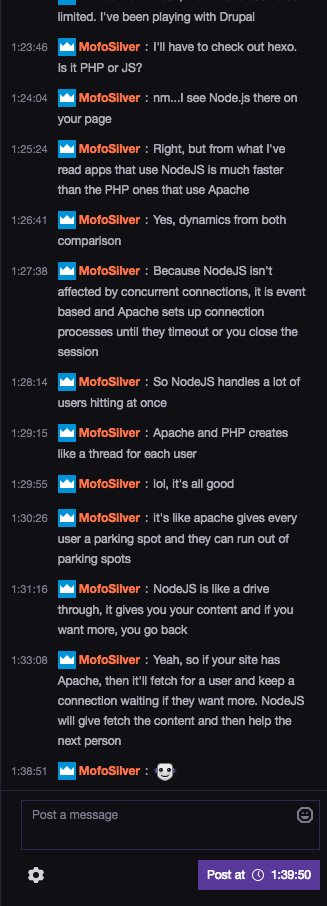 limited. I've been playing with Drupal
1:23:46 MofoSilver : I'll have to check out hexo.
Is it PHP or JS?
1:24:04 MofoSilver : nm...I see Node.js there on
your page
1:25:24 MofoSilver : Right, but from what I've
read apps that use NodeJS is much faster
than the PHP ones that use Apache
1:26:41 MofoSilver : Yes, dynamics from both
comparison
1:27:38 MofoSilver : Because NodeJS isn't
affected by concurrent connections, it is event
based and Apache sets up connection
processes until they timeout or you close the
session
1:28:14 MofoSilver : So NodeJS handles a lot of
users hitting at once
1:29:15 MofoSilver : Apache and PHP creates
like a thread for each user
1:29:55 MofoSilver : lol, it's all good
1:30:26 MofoSilver : it's like apache gives every
user a parking spot and they can run out of
parking spots
1:31:16 MofoSilver : NodeJS is like a drive
through, it gives you your content and if you
want more, you go back
1:33:08 MofoSilver : Yeah, so if your site has
Apache, then it'll fetch for a user and keep a
connection waiting if they want more. NodeJS
will give fetch the content and then help the
next person
1:38:51 MofoSilver :
Post a message
Post at 1:39:50